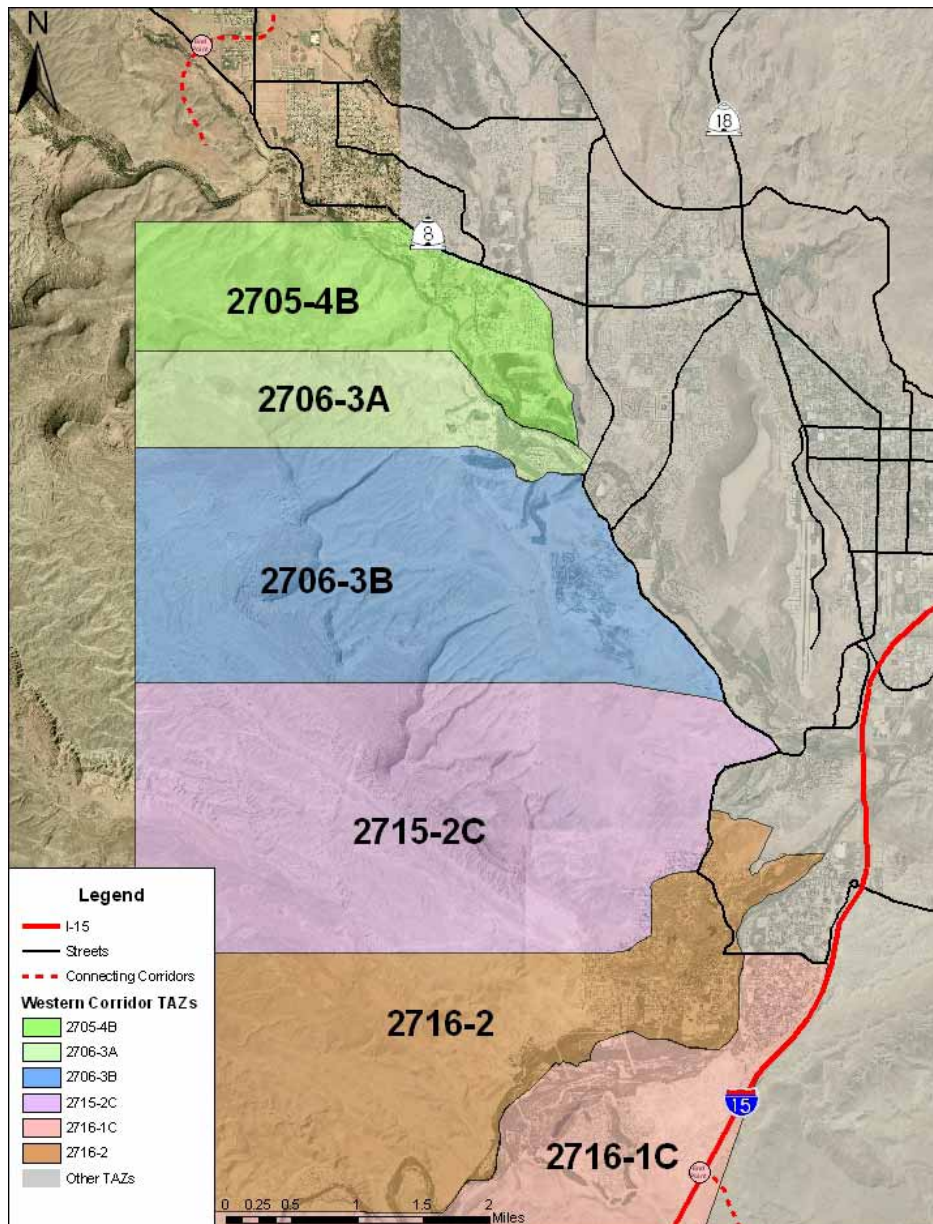 N
18
8
2705-4B
2706-3A
2706-3B
2715-2C
2716-2
2716-1C
15
Legend
I-15
Streets
Connecting Corridors
Western Corridor TAZs
2705-4B
2706-3A
2706-3B
2715-2C
2716-1C
2716-2
Other TAZs
0 0.25 0.5 1 1.5 2
Miles